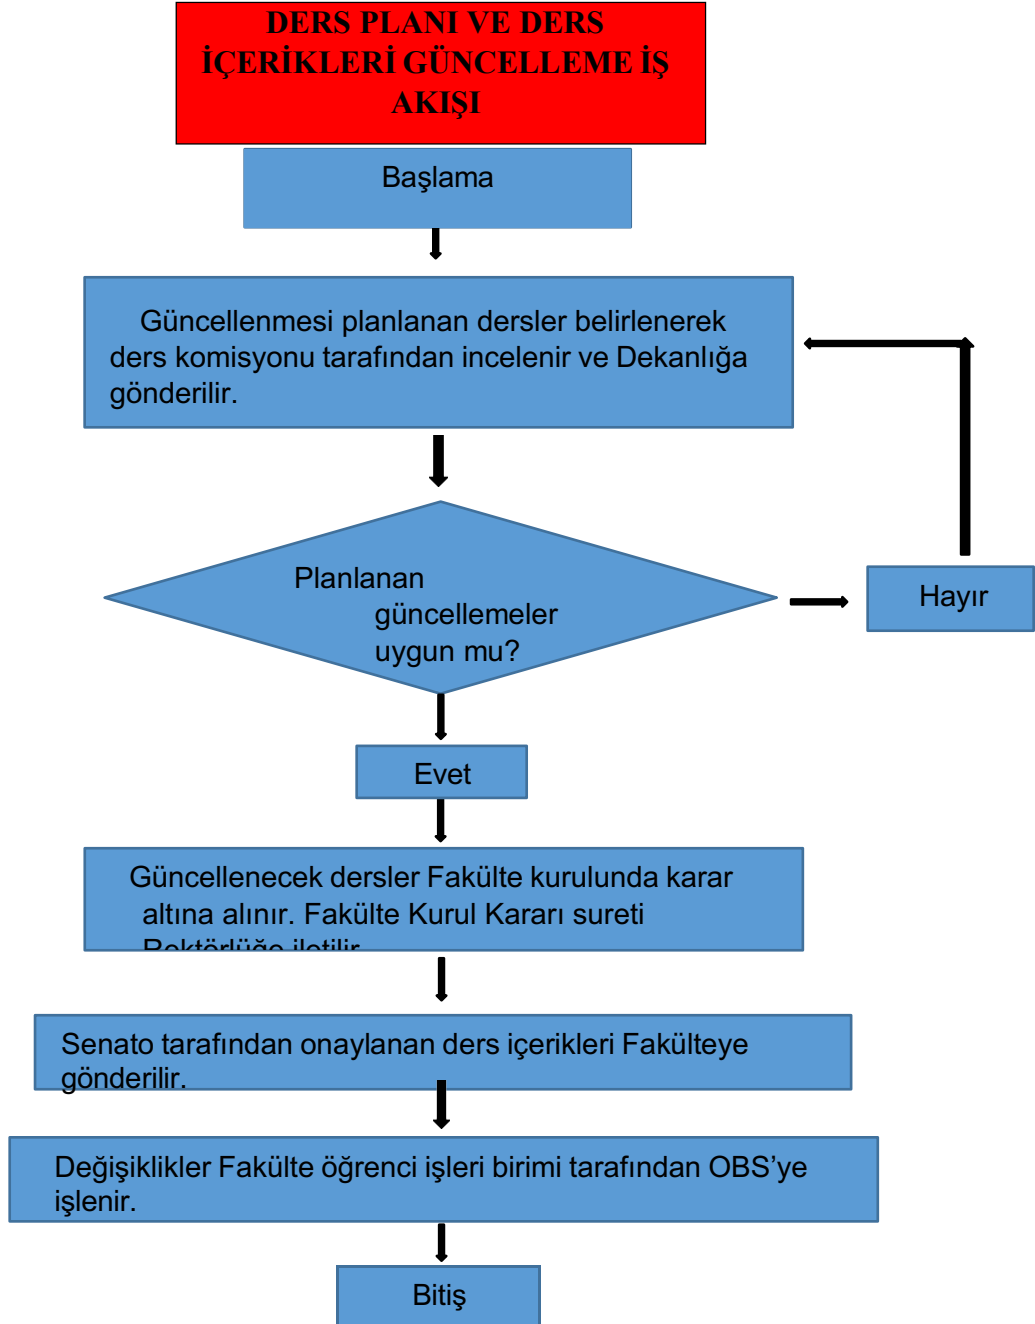 DERS PLANI VE DERS
İÇERİKLERİ GÜNCELLEME İŞ
AKIŞI
Başlama
Güncellenmesi planlanan dersler belirlenerek
ders komisyonu tarafından incelenir ve Dekanlığa
gönderilir.
Planlanan
güncellemeler
uygun mu?
Hayır
Evet
Güncellenecek dersler Fakülte kurulunda karar
altına alınır. Fakülte Kurul Kararı sureti
Rektörlüğe iletilir
Senato tarafından onaylanan ders içerikleri Fakülteye
gönderilir.
Değişiklikler Fakülte öğrenci işleri birimi tarafından OBS’ye
işlenir.
Bitiş